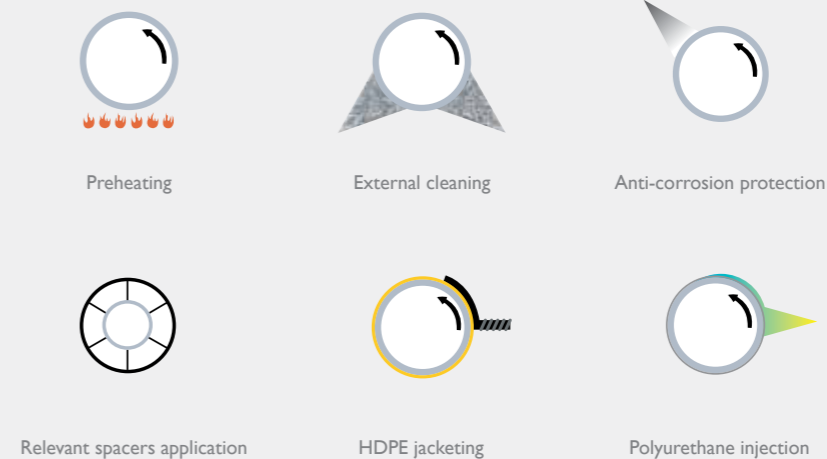 Preheating
External cleaning
Anti-corrosion protection
Relevant spacers application
HDPE jacketing
Polyurethane injection